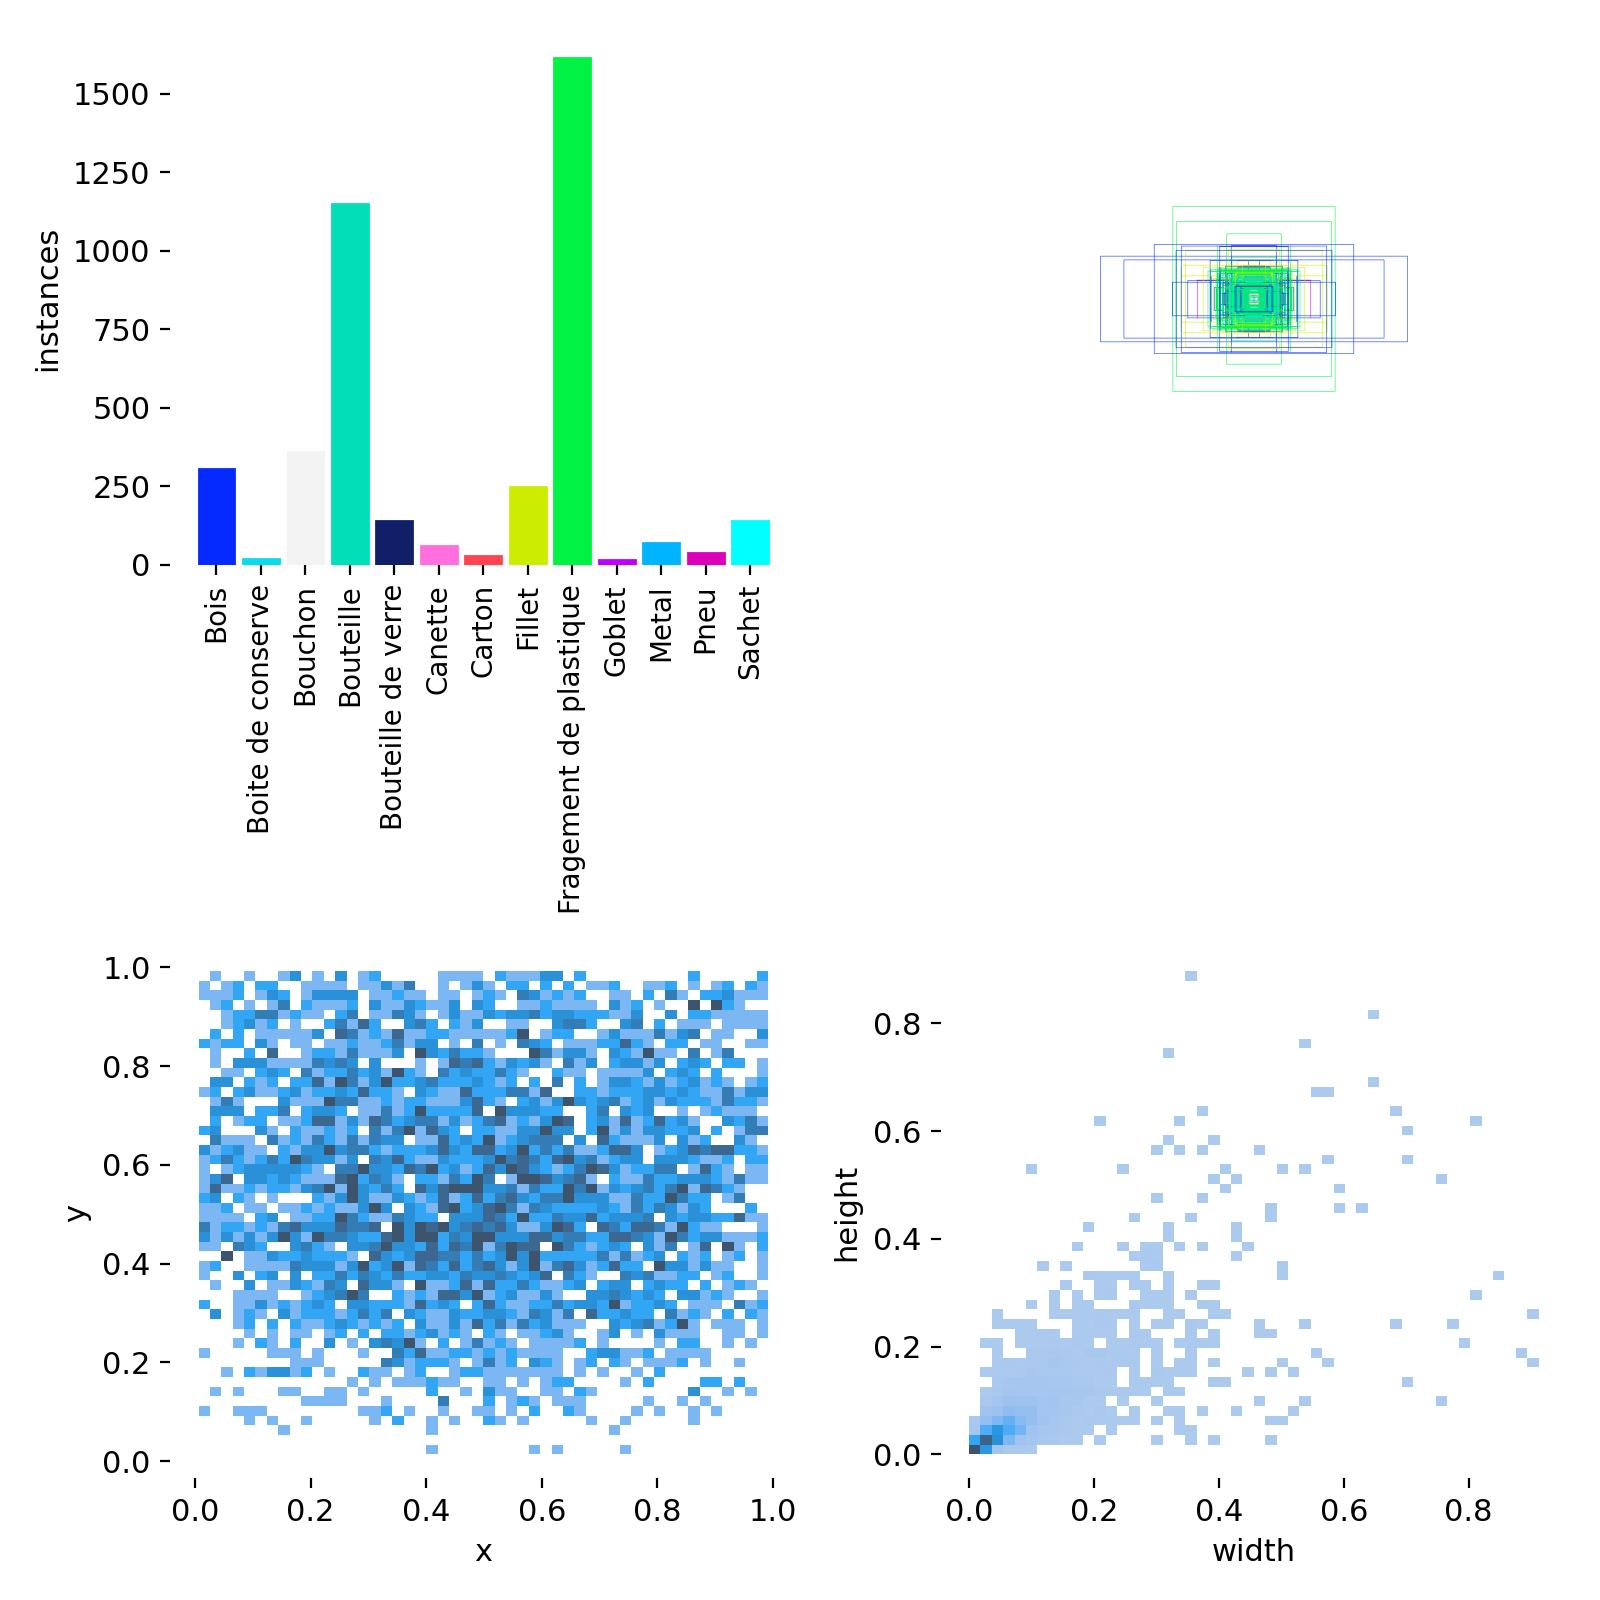 1500
1250
1000
750
500
250
0
instances
Bois
Boite de conserve
Bouchon
Bouteille
Bouteille de verre
Canette
Carton
Fillet
Fragement de plastique
Goblet
Metal
Pneu
Sachet
1.0
0.8
0.6
0.4
0.2
0.0
y
0.0 0.2 0.4 0.6 0.8 1.0
x
0.8
0.6
0.4
0.2
0.0
height
0.0 0.2 0.4 0.6 0.8
width